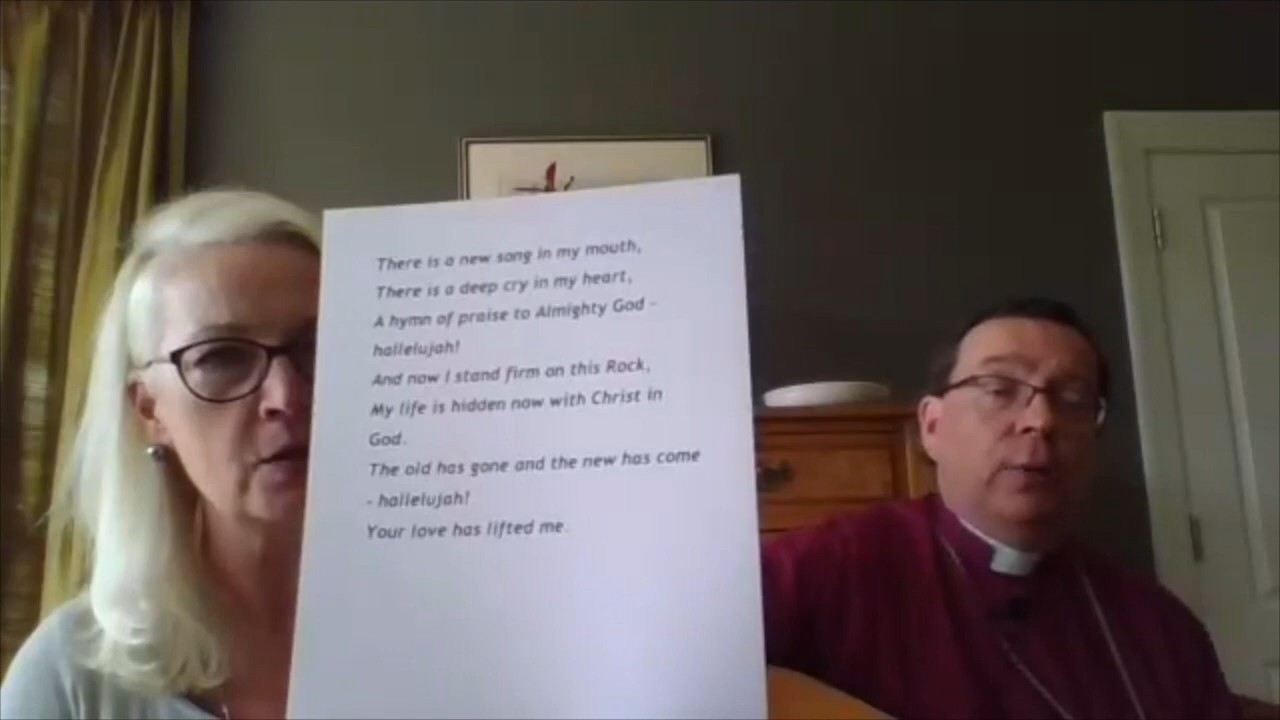 There is a new song in my mouth,
There is a deep cry in my heart,
A hymn of praise to Almighty God -
hallelujah!
And now I stand firm on this Rock,
My life is hidden now with Christ in
God.
The old has gone and the new has come
- hallelujah!
Your love has lifted me.